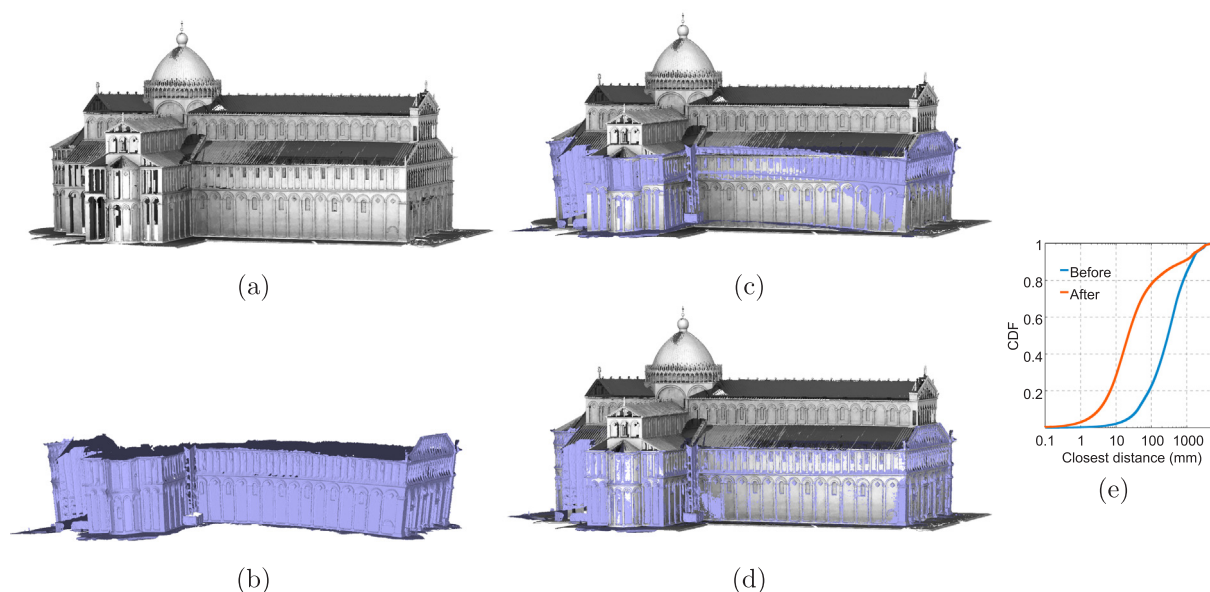 (a)
(c)
(b)
(d)
1
0.8
0.6
0.4
0.2
CDF
Before
After
0.1 1 10 100 1000
Closest distance (mm)
(e)